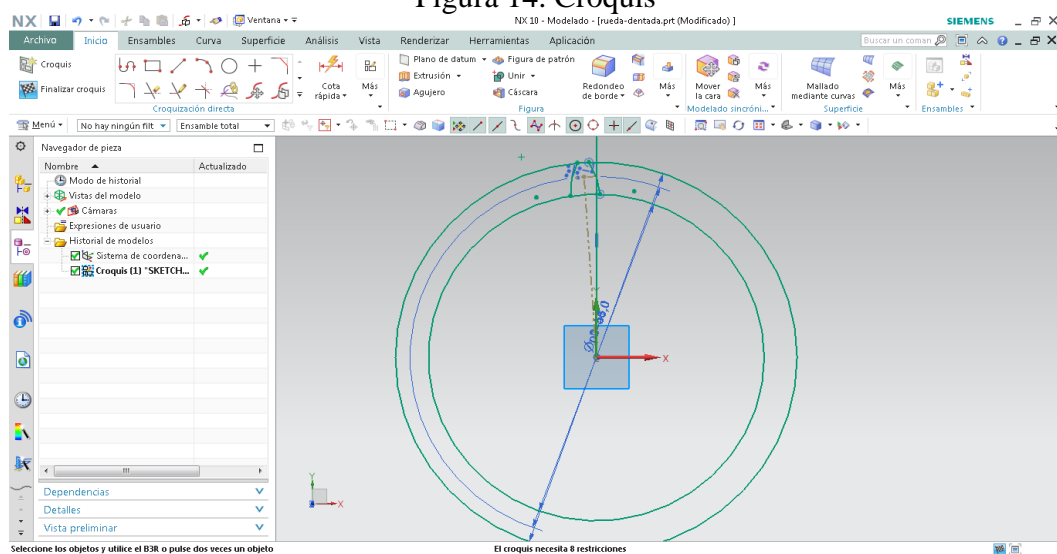 Figura 14. Croquis
NX
Ventana
NX 10 - Modelado - [rueda-dentada.prt (Modificado) ]
SIEMENS
Archivo Inicio Ensambles Curva Superficie Análisis Vista Renderizar Herramientas Aplicación
Buscar un coman
Croquis
Finalizar croquis
Croquización directa
Cota rápida
Más
Plano de datum
Extrusión
Agujero
Figura de patrón
Unir
Cáscara
Redondeo de borde
Más
Figura
Mover la cara
Más
Modelado sincróni...
Mallado mediante curvas
Más
Superficie
Ensambles
Menú
No hay ningún filt
Ensamble total
Navegador de pieza
Nombre Actualizado
Modo de historial
Vistas del modelo
Cámaras
Expresiones de usuario
Historial de modelos
Sistema de coordena...
Croquis (1) "SKETCH...
Dependencias
Detalles
Vista preliminar
X
Y
X
Seleccione los objetos y utilice el B3R o pulse dos veces un objeto
El croquis necesita 8 restricciones